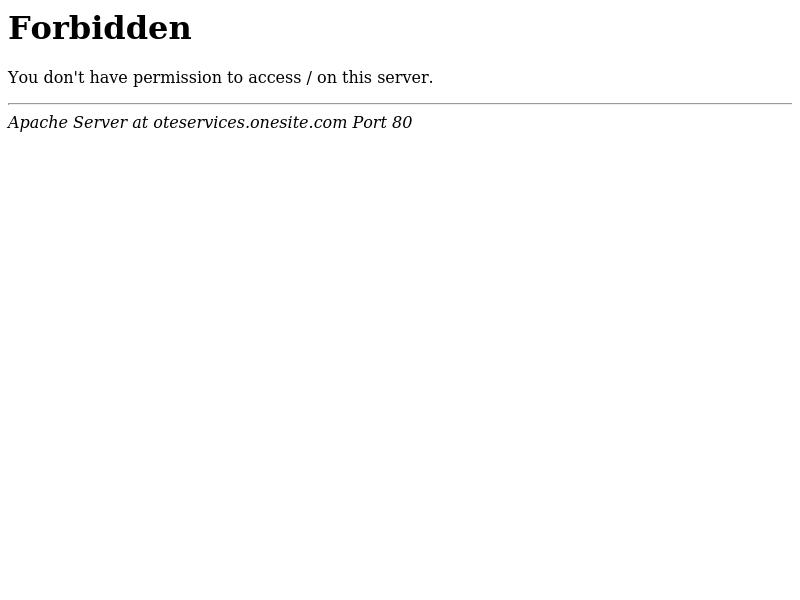 Forbidden
You don't have permission to access / on this server.
Apache Server at oteservices.onesite.com Port 80